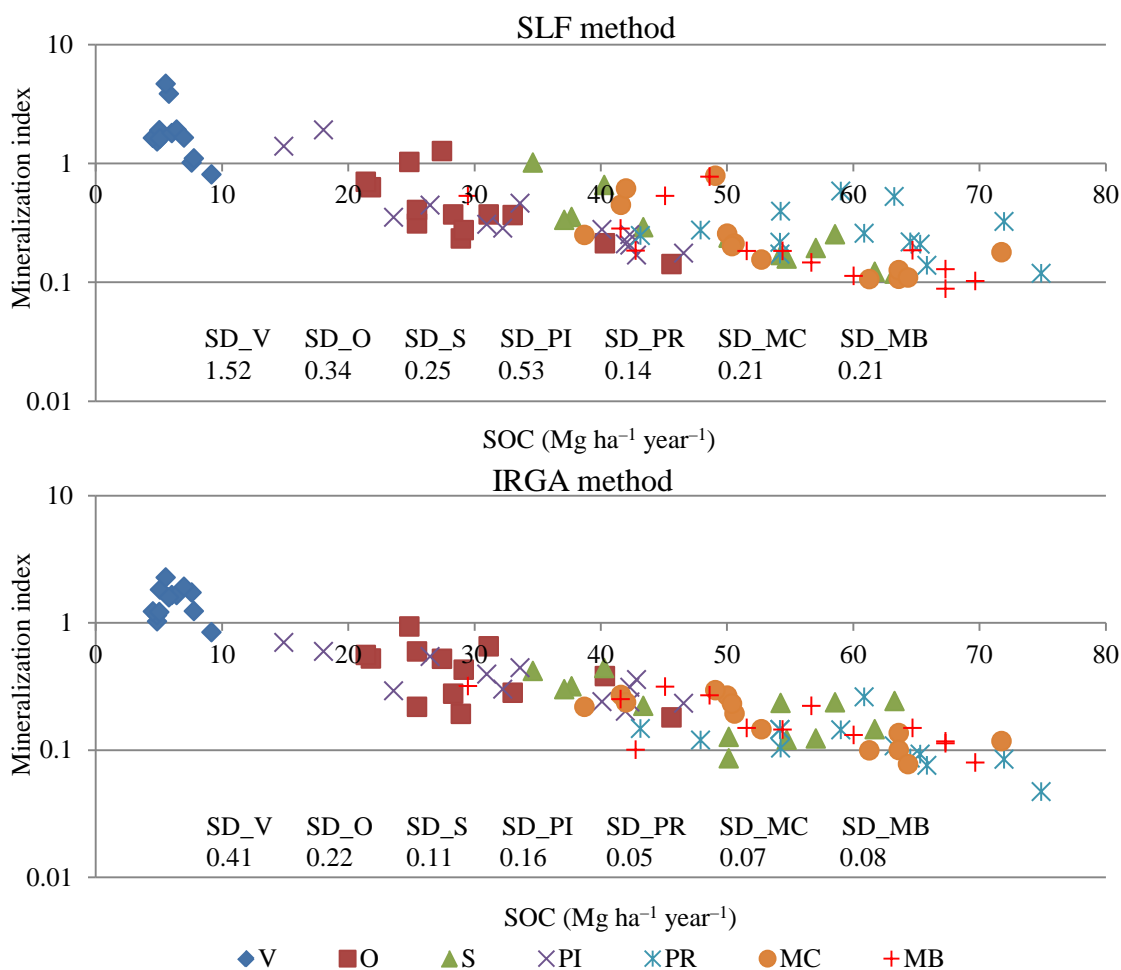 SLF method
10
1
0.1
0.01
Mineralization index
0 10 20 30 40 50 60 70 80
SD_V SD_O SD_S SD_PI SD_PR SD_MC SD_MB
1.52 0.34 0.25 0.53 0.14 0.21 0.21
SOC (Mg ha⁻¹ year⁻¹)
IRGA method
10
1
0.1
0.01
Mineralization index
0 10 20 30 40 50 60 70 80
SD_V SD_O SD_S SD_PI SD_PR SD_MC SD_MB
0.41 0.22 0.11 0.16 0.05 0.07 0.08
SOC (Mg ha⁻¹ year⁻¹)
V O S PI PR MC MB